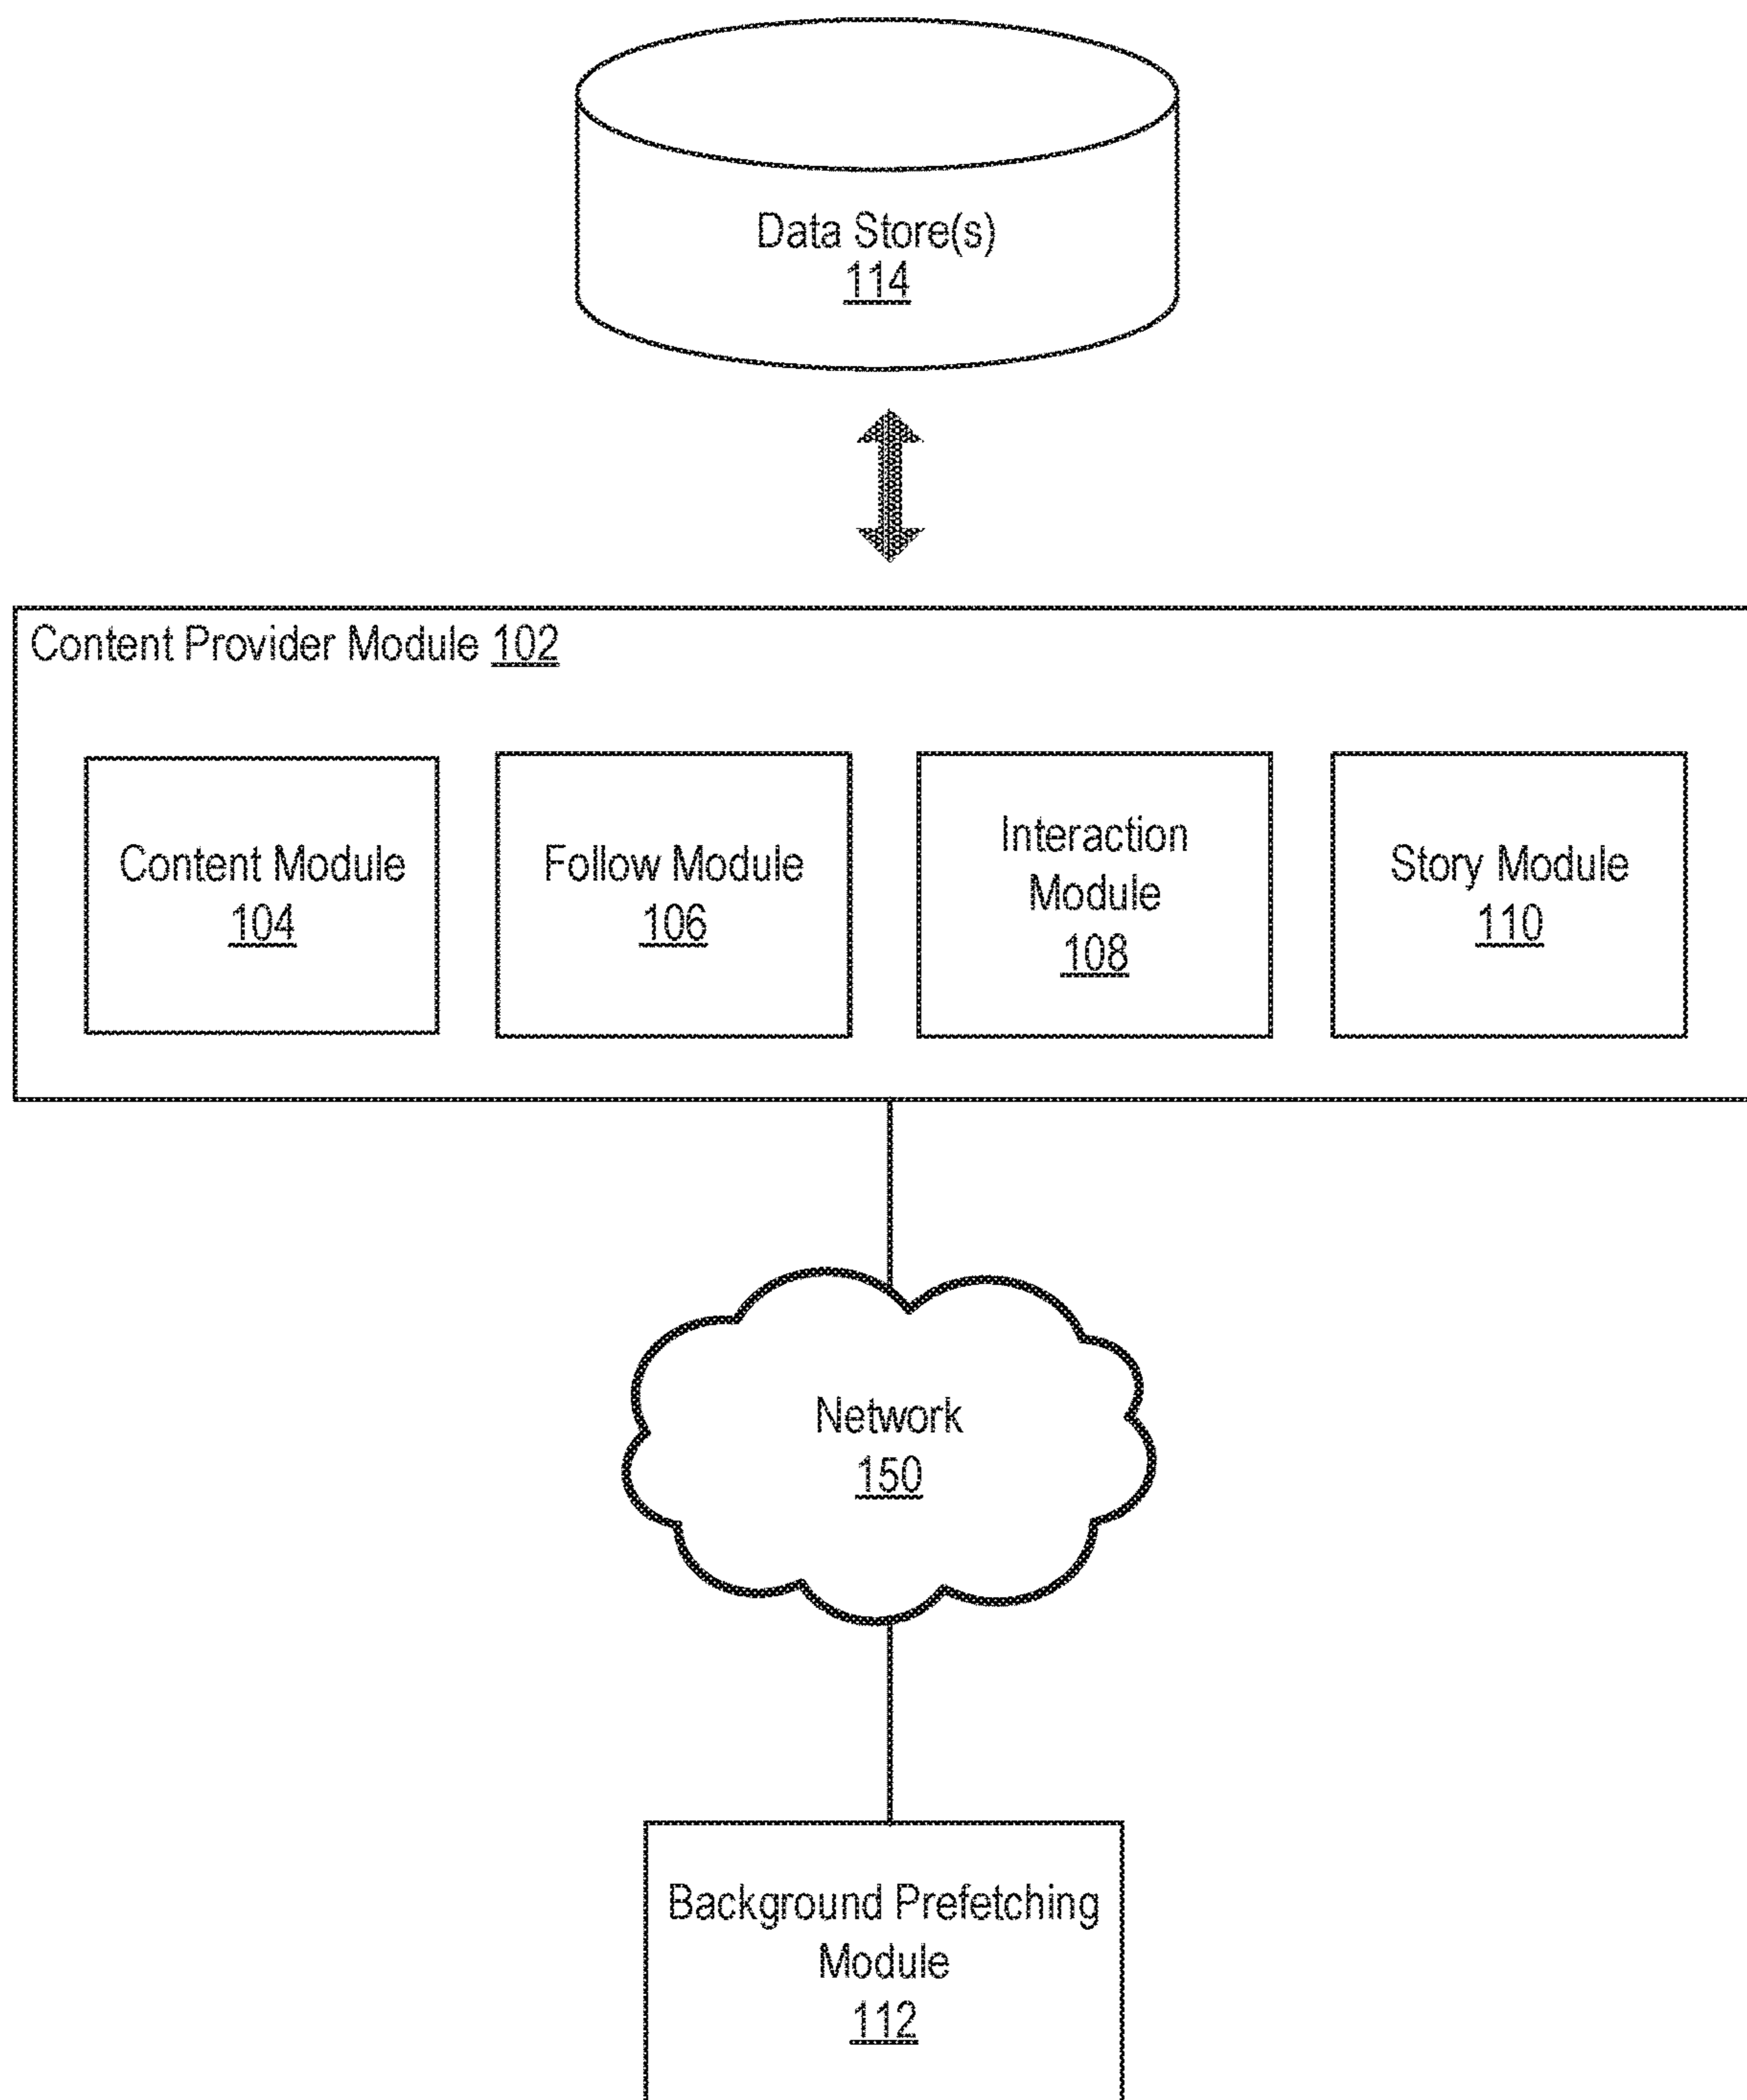 Data Store(s)
114
Content Provider Module 102
Content Module
104
Follow Module
106
Interaction
Module
108
Story Module
110
Network
150
Background Prefetching
Module
112